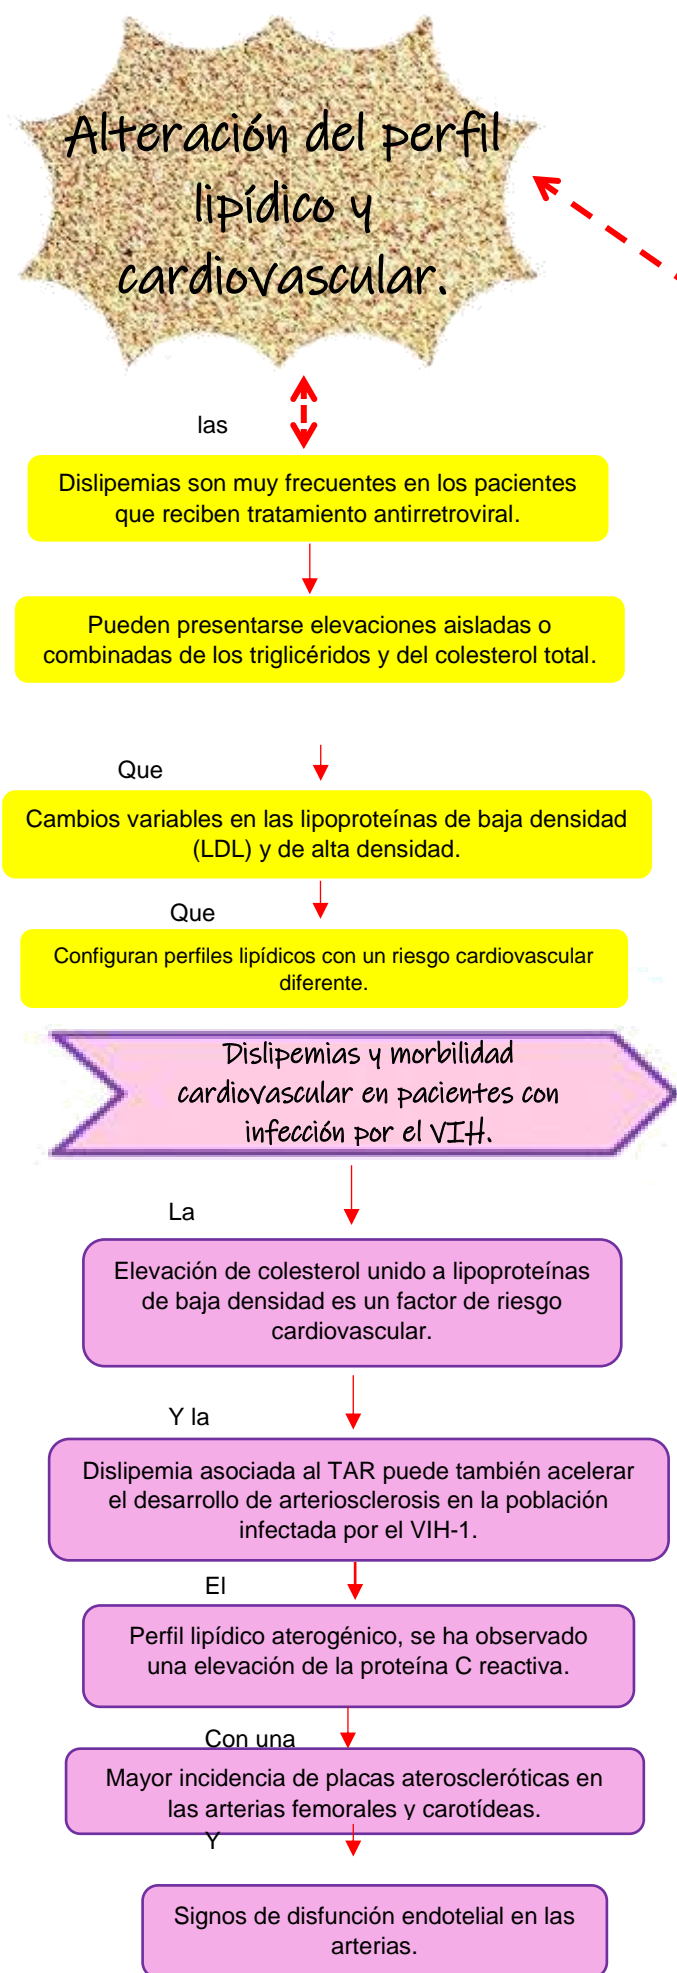 Alteración del perfil
lipídico y
cardiovascular.
las
Dislipemias son muy frecuentes en los pacientes
que reciben tratamiento antirretroviral.
Pueden presentarse elevaciones aisladas o
combinadas de los triglicéridos y del colesterol total.
Que
Cambios variables en las lipoproteínas de baja densidad
(LDL) y de alta densidad.
Que
Configuran perfiles lipídicos con un riesgo cardiovascular
diferente.
Dislipemias y morbilidad
cardiovascular en pacientes con
infección por el VIH.
La
Elevación de colesterol unido a lipoproteínas
de baja densidad es un factor de riesgo
cardiovascular.
Y la
Dislipemia asociada al TAR puede también acelerar
el desarrollo de arteriosclerosis en la población
infectada por el VIH-1.
El
Perfil lipídico aterogénico, se ha observado
una elevación de la proteína C reactiva.
Con una
Mayor incidencia de placas ateroscleróticas en
las arterias femorales y carotídeas.
Y
Signos de disfunción endotelial en las
arterias.